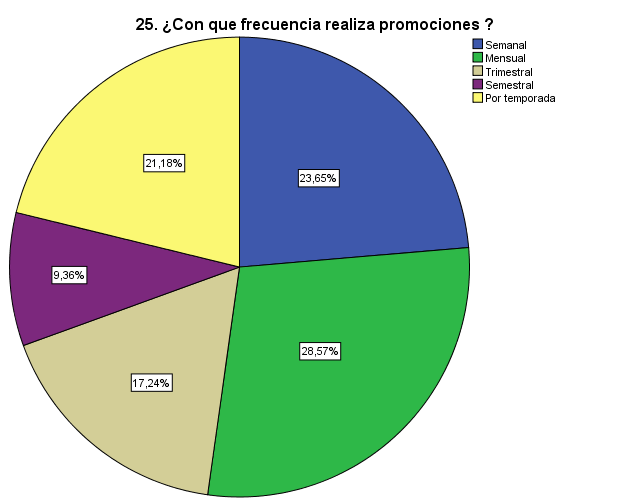 25. ¿Con que frecuencia realiza promociones ?
Semanal
Mensual
Trimestral
Semestral
Por temporada
21,18%
23,65%
9,36%
28,57%
17,24%